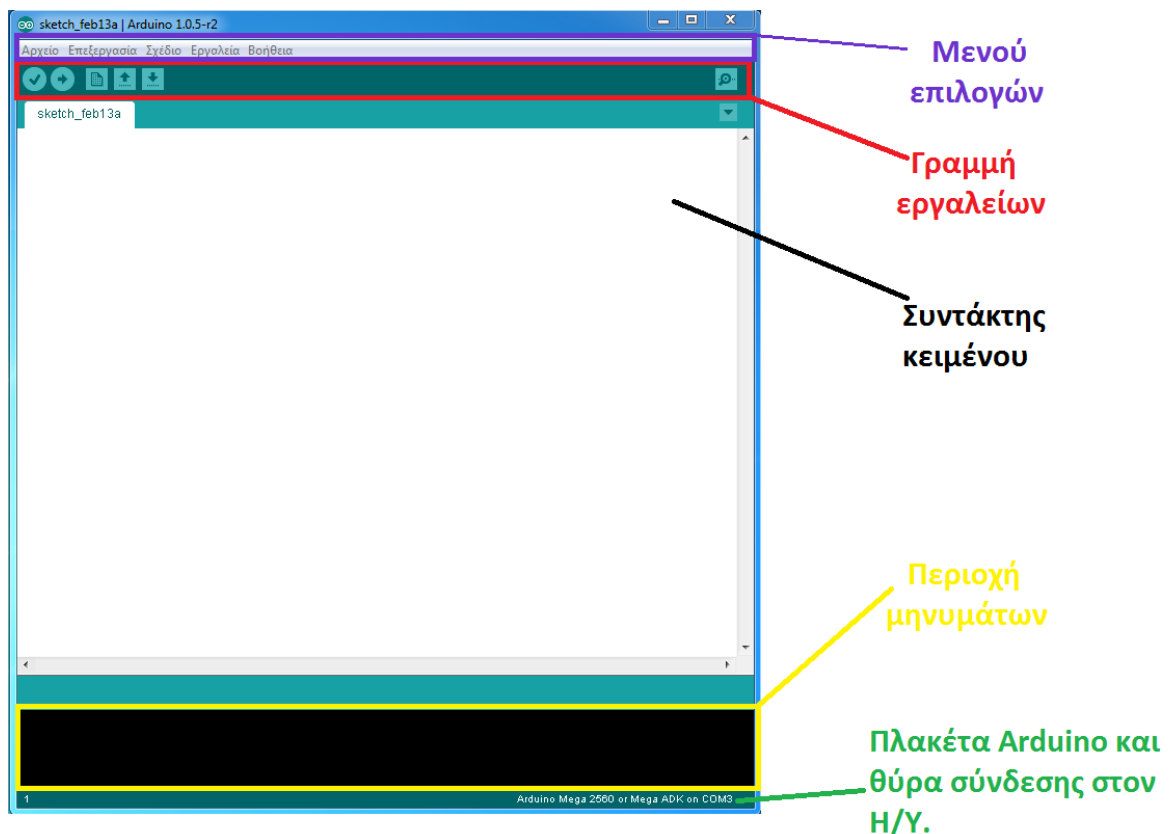 sketch_feb13a | Arduino 1.0.5-r2
Αρχείο Επεξεργασία Σχέδιο Εργαλεία Βοήθεια
sketch_feb13a
Μενού
επιλογών
Γραμμή
εργαλείων
Συντάκτης
κειμένου
Περιοχή
μηνυμάτων
1
Arduino Mega 2560 or Mega ADK on COM3
Πλακέτα Arduino και
θύρα σύνδεσης στον
Η/Υ.